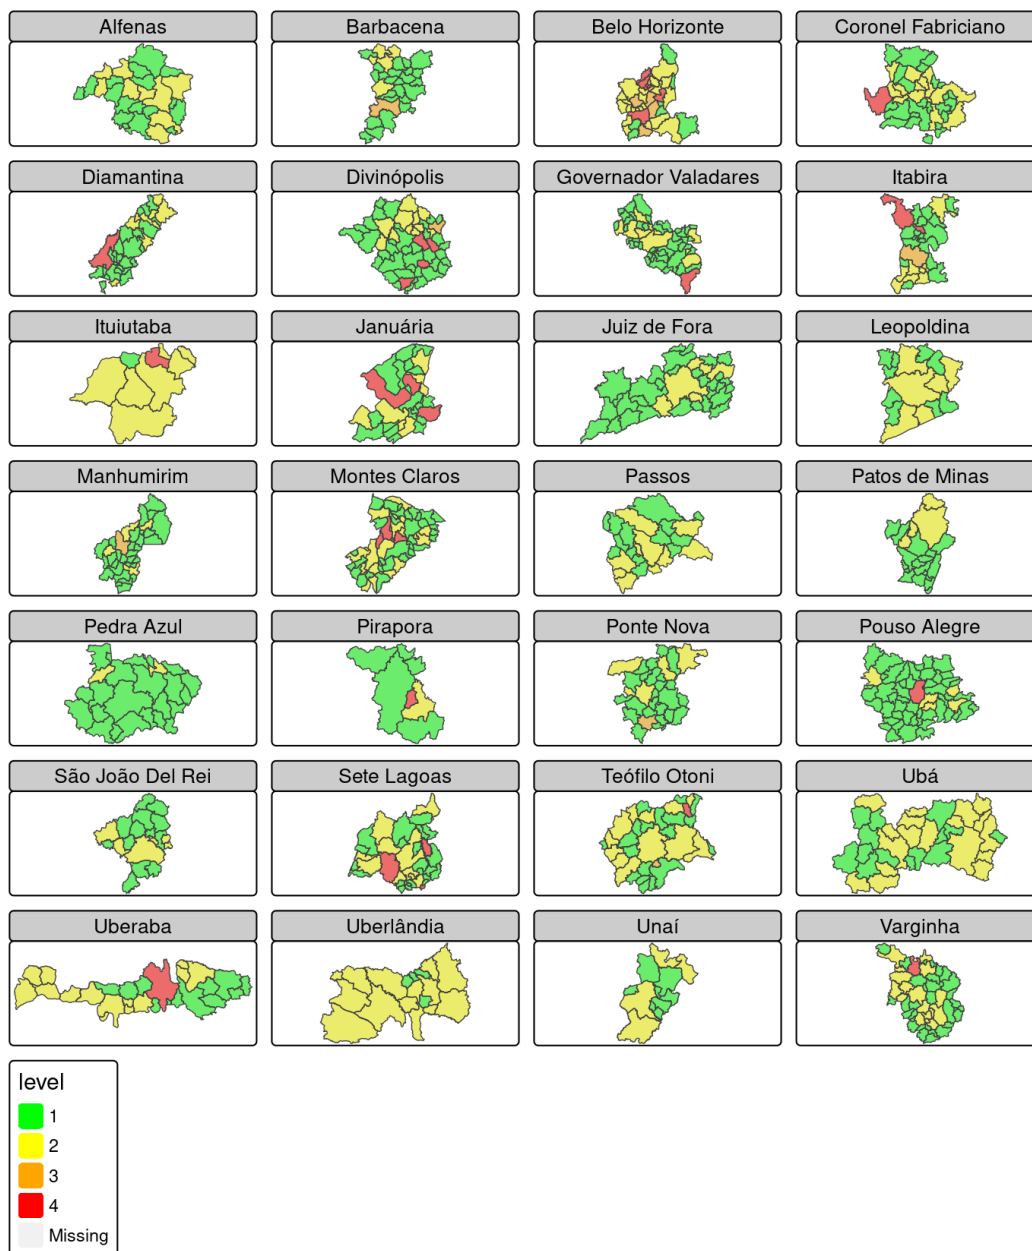 Alfenas
Barbacena
Belo Horizonte
Coronel Fabriciano
Diamantina
Divinópolis
Governador Valadares
Itabira
Ituiutaba
Januária
Juiz de Fora
Leopoldina
Manhumirim
Montes Claros
Passos
Patos de Minas
Pedra Azul
Pirapora
Ponte Nova
Pouso Alegre
São João Del Rei
Sete Lagoas
Teófilo Otoni
Ubá
Uberaba
Uberlândia
Unaí
Varginha
level
1
2
3
4
Missing